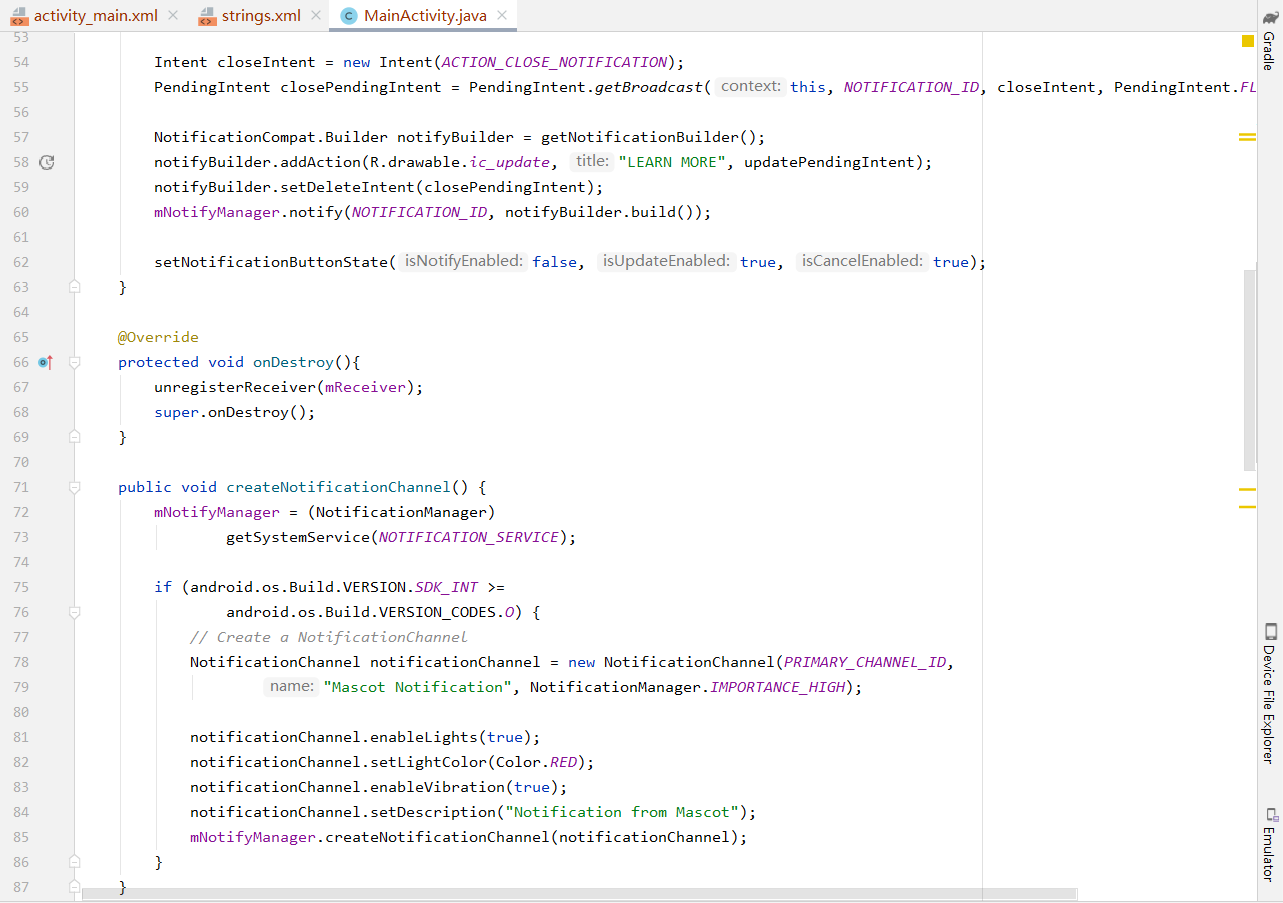 activity_main.xml strings.xml MainActivity.java
53
54 Intent closeIntent = new Intent(ACTION_CLOSE_NOTIFICATION);
55 PendingIntent closePendingIntent = PendingIntent.getBroadcast( context: this, NOTIFICATION_ID, closeIntent, PendingIntent.FL
56
57 NotificationCompat.Builder notifyBuilder = getNotificationBuilder();
58 notifyBuilder.addAction(R.drawable.ic_update, title: "LEARN MORE", updatePendingIntent);
59 notifyBuilder.setDeleteIntent(closePendingIntent);
60 mNotifyManager.notify(NOTIFICATION_ID, notifyBuilder.build());
61
62 setNotificationButtonState( isNotifyEnabled: false, isUpdateEnabled: true, isCancelEnabled: true);
63 }
64
65 @Override
66 protected void onDestroy(){
67 unregisterReceiver(mReceiver);
68 super.onDestroy();
69 }
70
71 public void createNotificationChannel() {
72 mNotifyManager = (NotificationManager)
73 getSystemService(NOTIFICATION_SERVICE);
74
75 if (android.os.Build.VERSION.SDK_INT >=
76 android.os.Build.VERSION_CODES.O) {
77 // Create a NotificationChannel
78 NotificationChannel notificationChannel = new NotificationChannel(PRIMARY_CHANNEL_ID,
79 name: "Mascot Notification", NotificationManager.IMPORTANCE_HIGH);
80
81 notificationChannel.enableLights(true);
82 notificationChannel.setLightColor(Color.RED);
83 notificationChannel.enableVibration(true);
84 notificationChannel.setDescription("Notification from Mascot");
85 mNotifyManager.createNotificationChannel(notificationChannel);
86 }
87 }
Gradle
Device File Explorer
Emulator